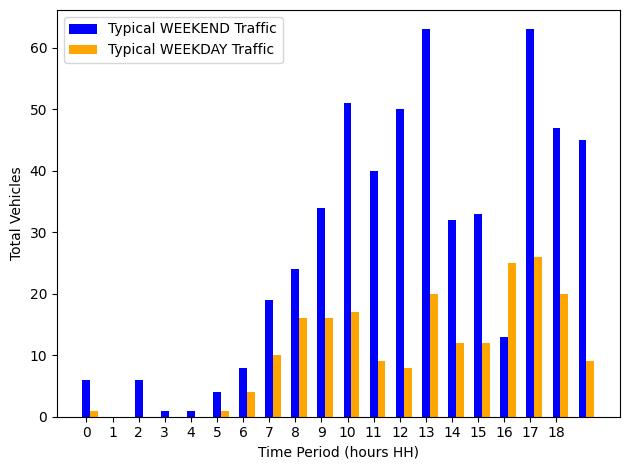 Typical WEEKEND Traffic
Typical WEEKDAY Traffic
Total Vehicles
60
50
40
30
20
10
0
0 1 2 3 4 5 6 7 8 9 10 11 12 13 14 15 16 17 18
Time Period (hours HH)